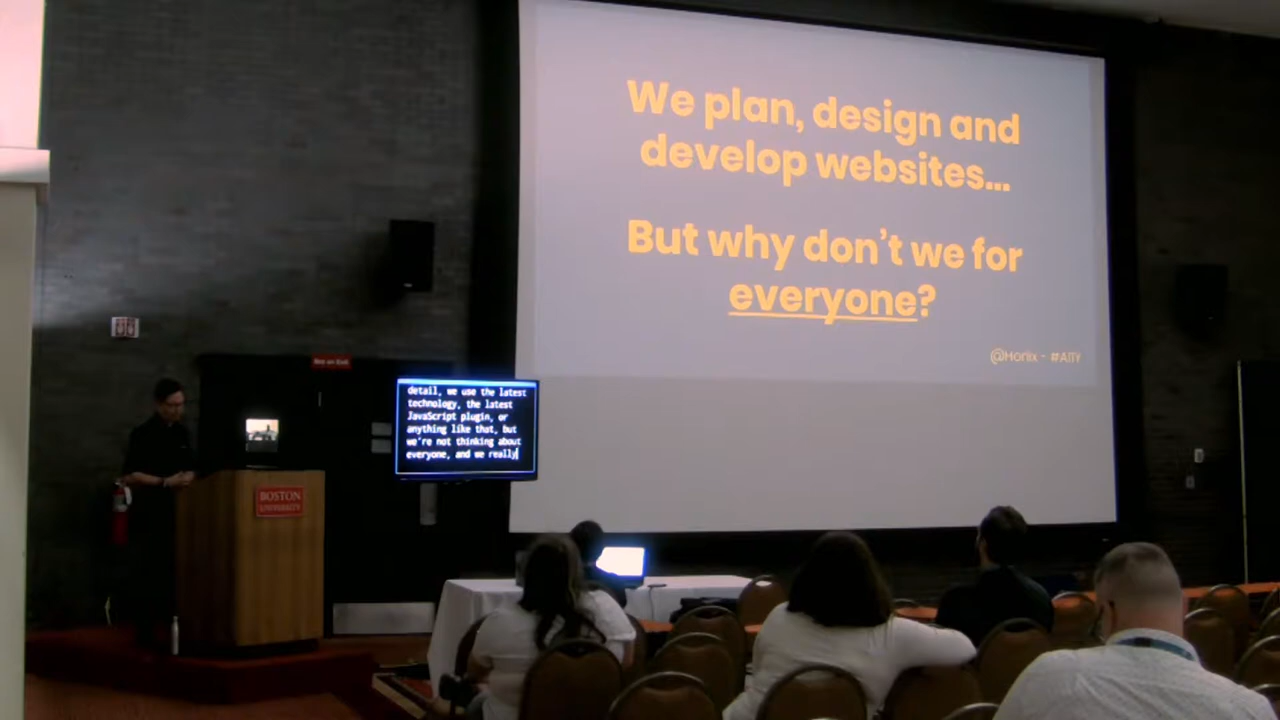 We plan, design and
develop websites...
But why don't we for
everyone?
@Honix - #A11Y
detail, we use the latest
technology, the latest
JavaScript plugin, or
anything like that, but
we're not thinking about
everyone, and we really
BOSTON
UNIVERSITY